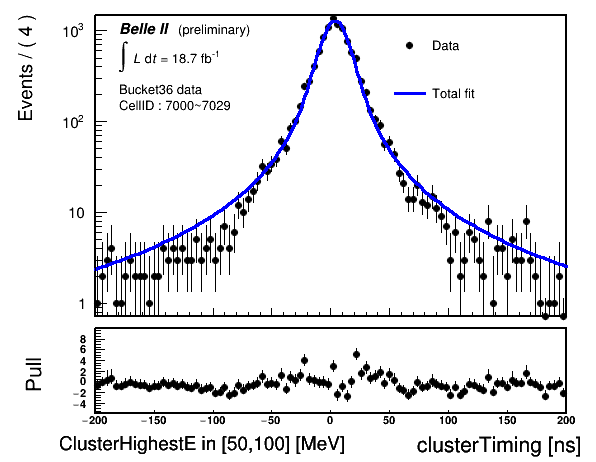 Events / ( 4 )
10³
10²
10
1
Belle II (preliminary)
∫ L dt = 18.7 fb⁻¹
Bucket36 data
CellID : 7000~7029
Data
Total fit
Pull
8
6
4
2
0
−2
−4
−200 −150 −100 −50 0 50 100 150 200
ClusterHighestE in [50,100] [MeV] clusterTiming [ns]